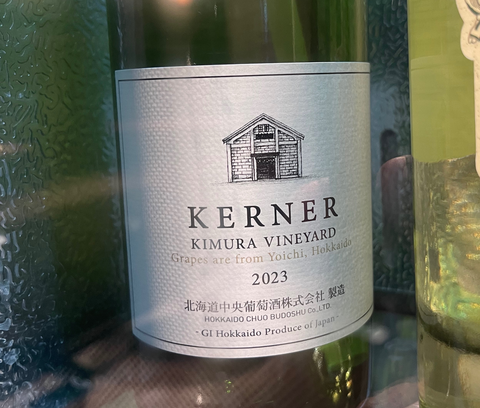 KERNER
KIMURA VINEYARD
Grapes are from Yoichi, Hokkaido
2023
北海道中央葡萄酒株式会社 製造
HOKKAIDO CHUO BUDOSHU Co.,LTD.
- GI Hokkaido Produce of Japan -